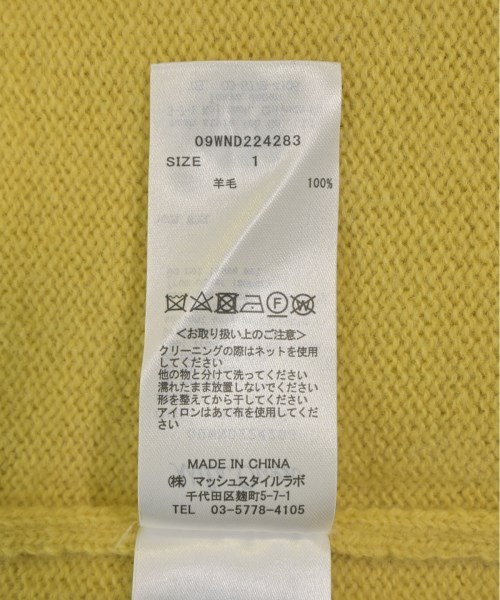 09WND224283
SIZE 1
羊毛 100%
F W
<お取り扱い上のご注意>
クリーニングの際はネットを使用
してください
他の物と分けて洗ってください
濡れたまま放置しないでください
形を整えてから干してください
アイロンはあて布を使用してくだ
さい
MADE IN CHINA
(株) マッシュスタイルラボ
千代田区麹町5-7-1
TEL 03-5778-4105